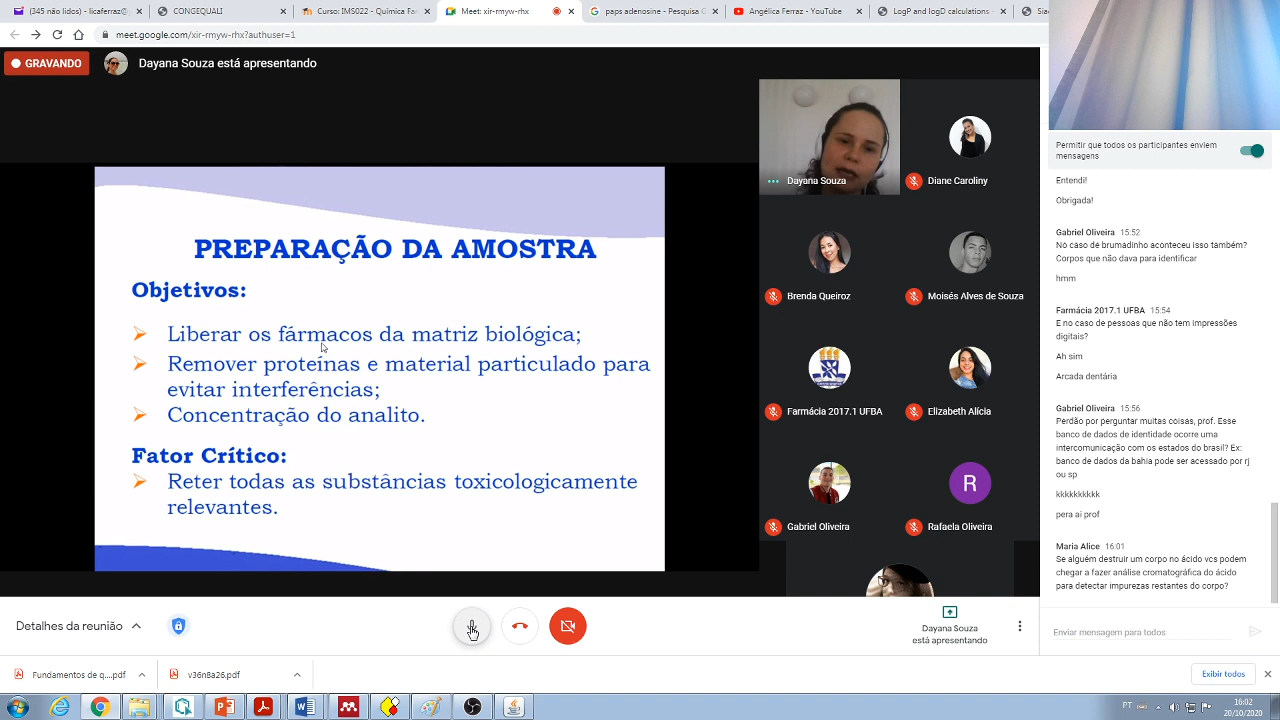 (345 não lidos) - licaferraz@
CONGEQUALI
Curso: IMS022 - Química Far
Meet: xir-rmyw-rhx
paps adenosine - Pesquisa G
Angélica Ferraz - YouTube
LogP and logD calculations
meet.google.com/xir-rmyw-rhx?authuser=1
GRAVANDO
Dayana Souza está apresentando
PREPARAÇÃO DA AMOSTRA
Objetivos:
Liberar os fármacos da matriz biológica;
Remover proteínas e material particulado para
evitar interferências;
Concentração do analito.
Fator Crítico:
Reter todas as substâncias toxicologicamente
relevantes.
Dayana Souza
Diane Caroliny
Brenda Queiroz
Moisés Alves de Souza
Farmácia 2017.1 UFBA
Elizabeth Alícia
Gabriel Oliveira
R
Rafaela Oliveira
Permitir que todos os participantes enviem
mensagens
Entendi!
Obrigada!
Gabriel Oliveira 15:52
No caso de brumadinho aconteceu isso também?
Corpos que não dava para identificar
hmm
Farmácia 2017.1 UFBA 15:54
E no caso de pessoas que não tem impressões
digitais?
Ah sim
Arcada dentária
Gabriel Oliveira 15:56
Perdão por perguntar muitas coisas, prof. Esse
banco de dados de identidade ocorre uma
intercomunicação com os estados do brasil? Ex:
banco de dados da bahia pode ser acessado por rj
ou sp
kkkkkkkkkk
pera ai prof
Maria Alice 16:01
Se alguém destruir um corpo no ácido vcs podem
chegar a fazer análise cromatográfica do ácido
para detectar impurezas restantes do corpo?
Enviar mensagem para todos
Detalhes da reunião
Dayana Souza
está apresentando
Fundamentos de q....pdf
v36n8a26.pdf
Exibir todos
PT
16:02
20/10/2020